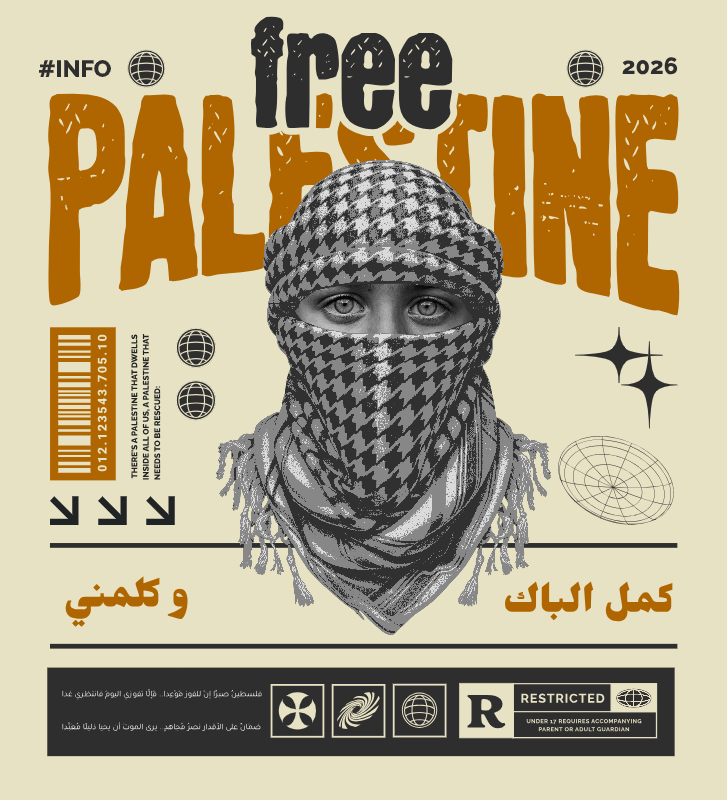 free
#INFO
2026
PALESTINE
012.123543.705.10
THERE'S A PALESTINE THAT DWELLS
INSIDE ALL OF US, A PALESTINE THAT
NEEDS TO BE RESCUED:
كمل الباك
و كلمني
فلسطينُ صبرًا إن للفوز مَوْعِدا.. فإلّا تفوزي اليومَ فانتظري غدا
ضمانٌ على الأقدار نصرُ مُجاهدٍ .. يرى الموتَ أن يحيا ذليلًا مُعَبَّدا
R
RESTRICTED
UNDER 17 REQUIRES ACCOMPANYING
PARENT OR ADULT GUARDIAN